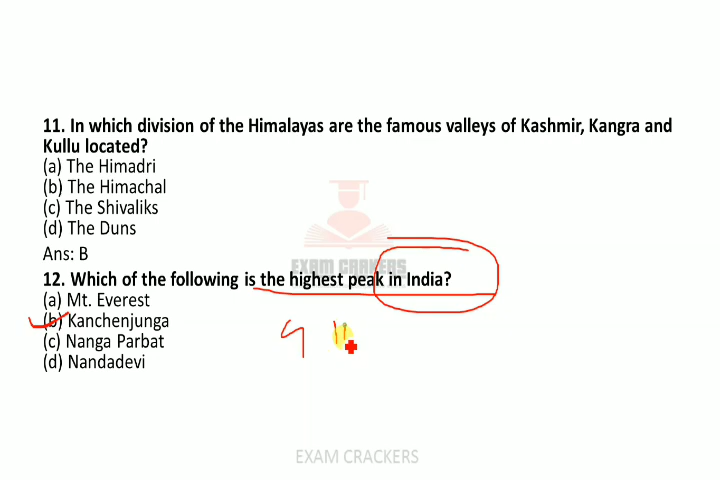 11. In which division of the Himalayas are the famous valleys of Kashmir, Kangra and
Kullu located?
(a) The Himadri
(b) The Himachal
(c) The Shivaliks
(d) The Duns
Ans: B
EXAM CRAKERS
12. Which of the following is the highest peak in India?
(a) Mt. Everest
(b) Kanchenjunga
(c) Nanga Parbat
(d) Nandadevi
EXAM CRACKERS